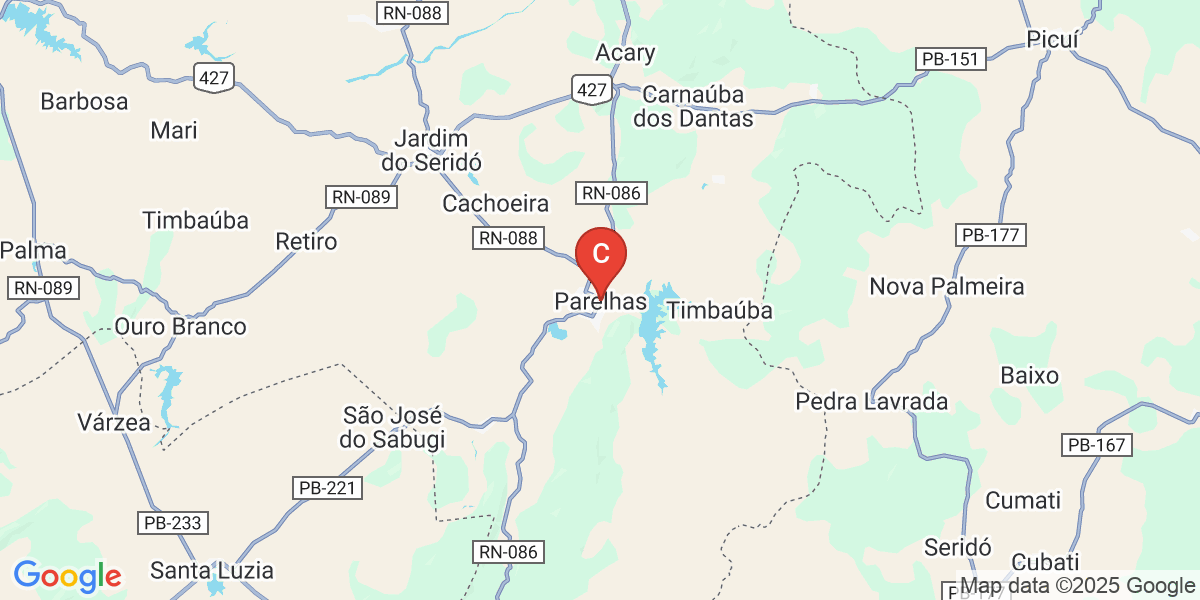 RN-088
Acary
Picuí
PB-151
427
427
Barbosa
Carnaúba
dos Dantas
Mari
Jardim
do Seridó
RN-089
RN-086
Cachoeira
Timbaúba
Retiro
RN-088
PB-177
Palma
C
RN-089
Parelhas
Timbaúba
Nova Palmeira
Ouro Branco
Baixo
Pedra Lavrada
Várzea
São José
do Sabugi
PB-167
PB-221
Cumati
PB-233
Seridó
RN-086
Cubati
Santa Luzia
Google
Map data ©2025 Google